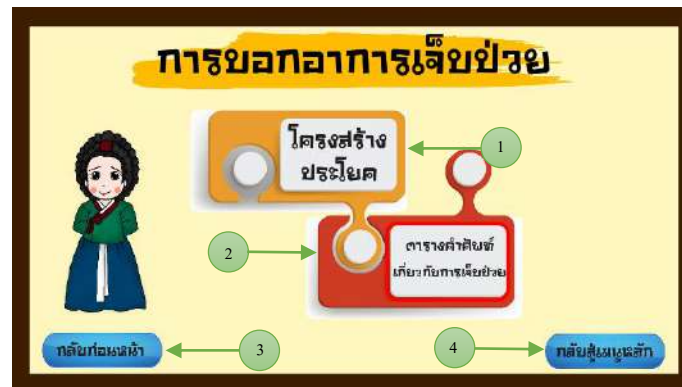 การบอกอาการเจ็บป่วย
โครงสร้าง
ประโยค
1
2
ตารางคำศัพท์
เกี่ยวกับการเจ็บป่วย
กลับก่อนหน้า
3
4
กลับสู่เมนูหลัก